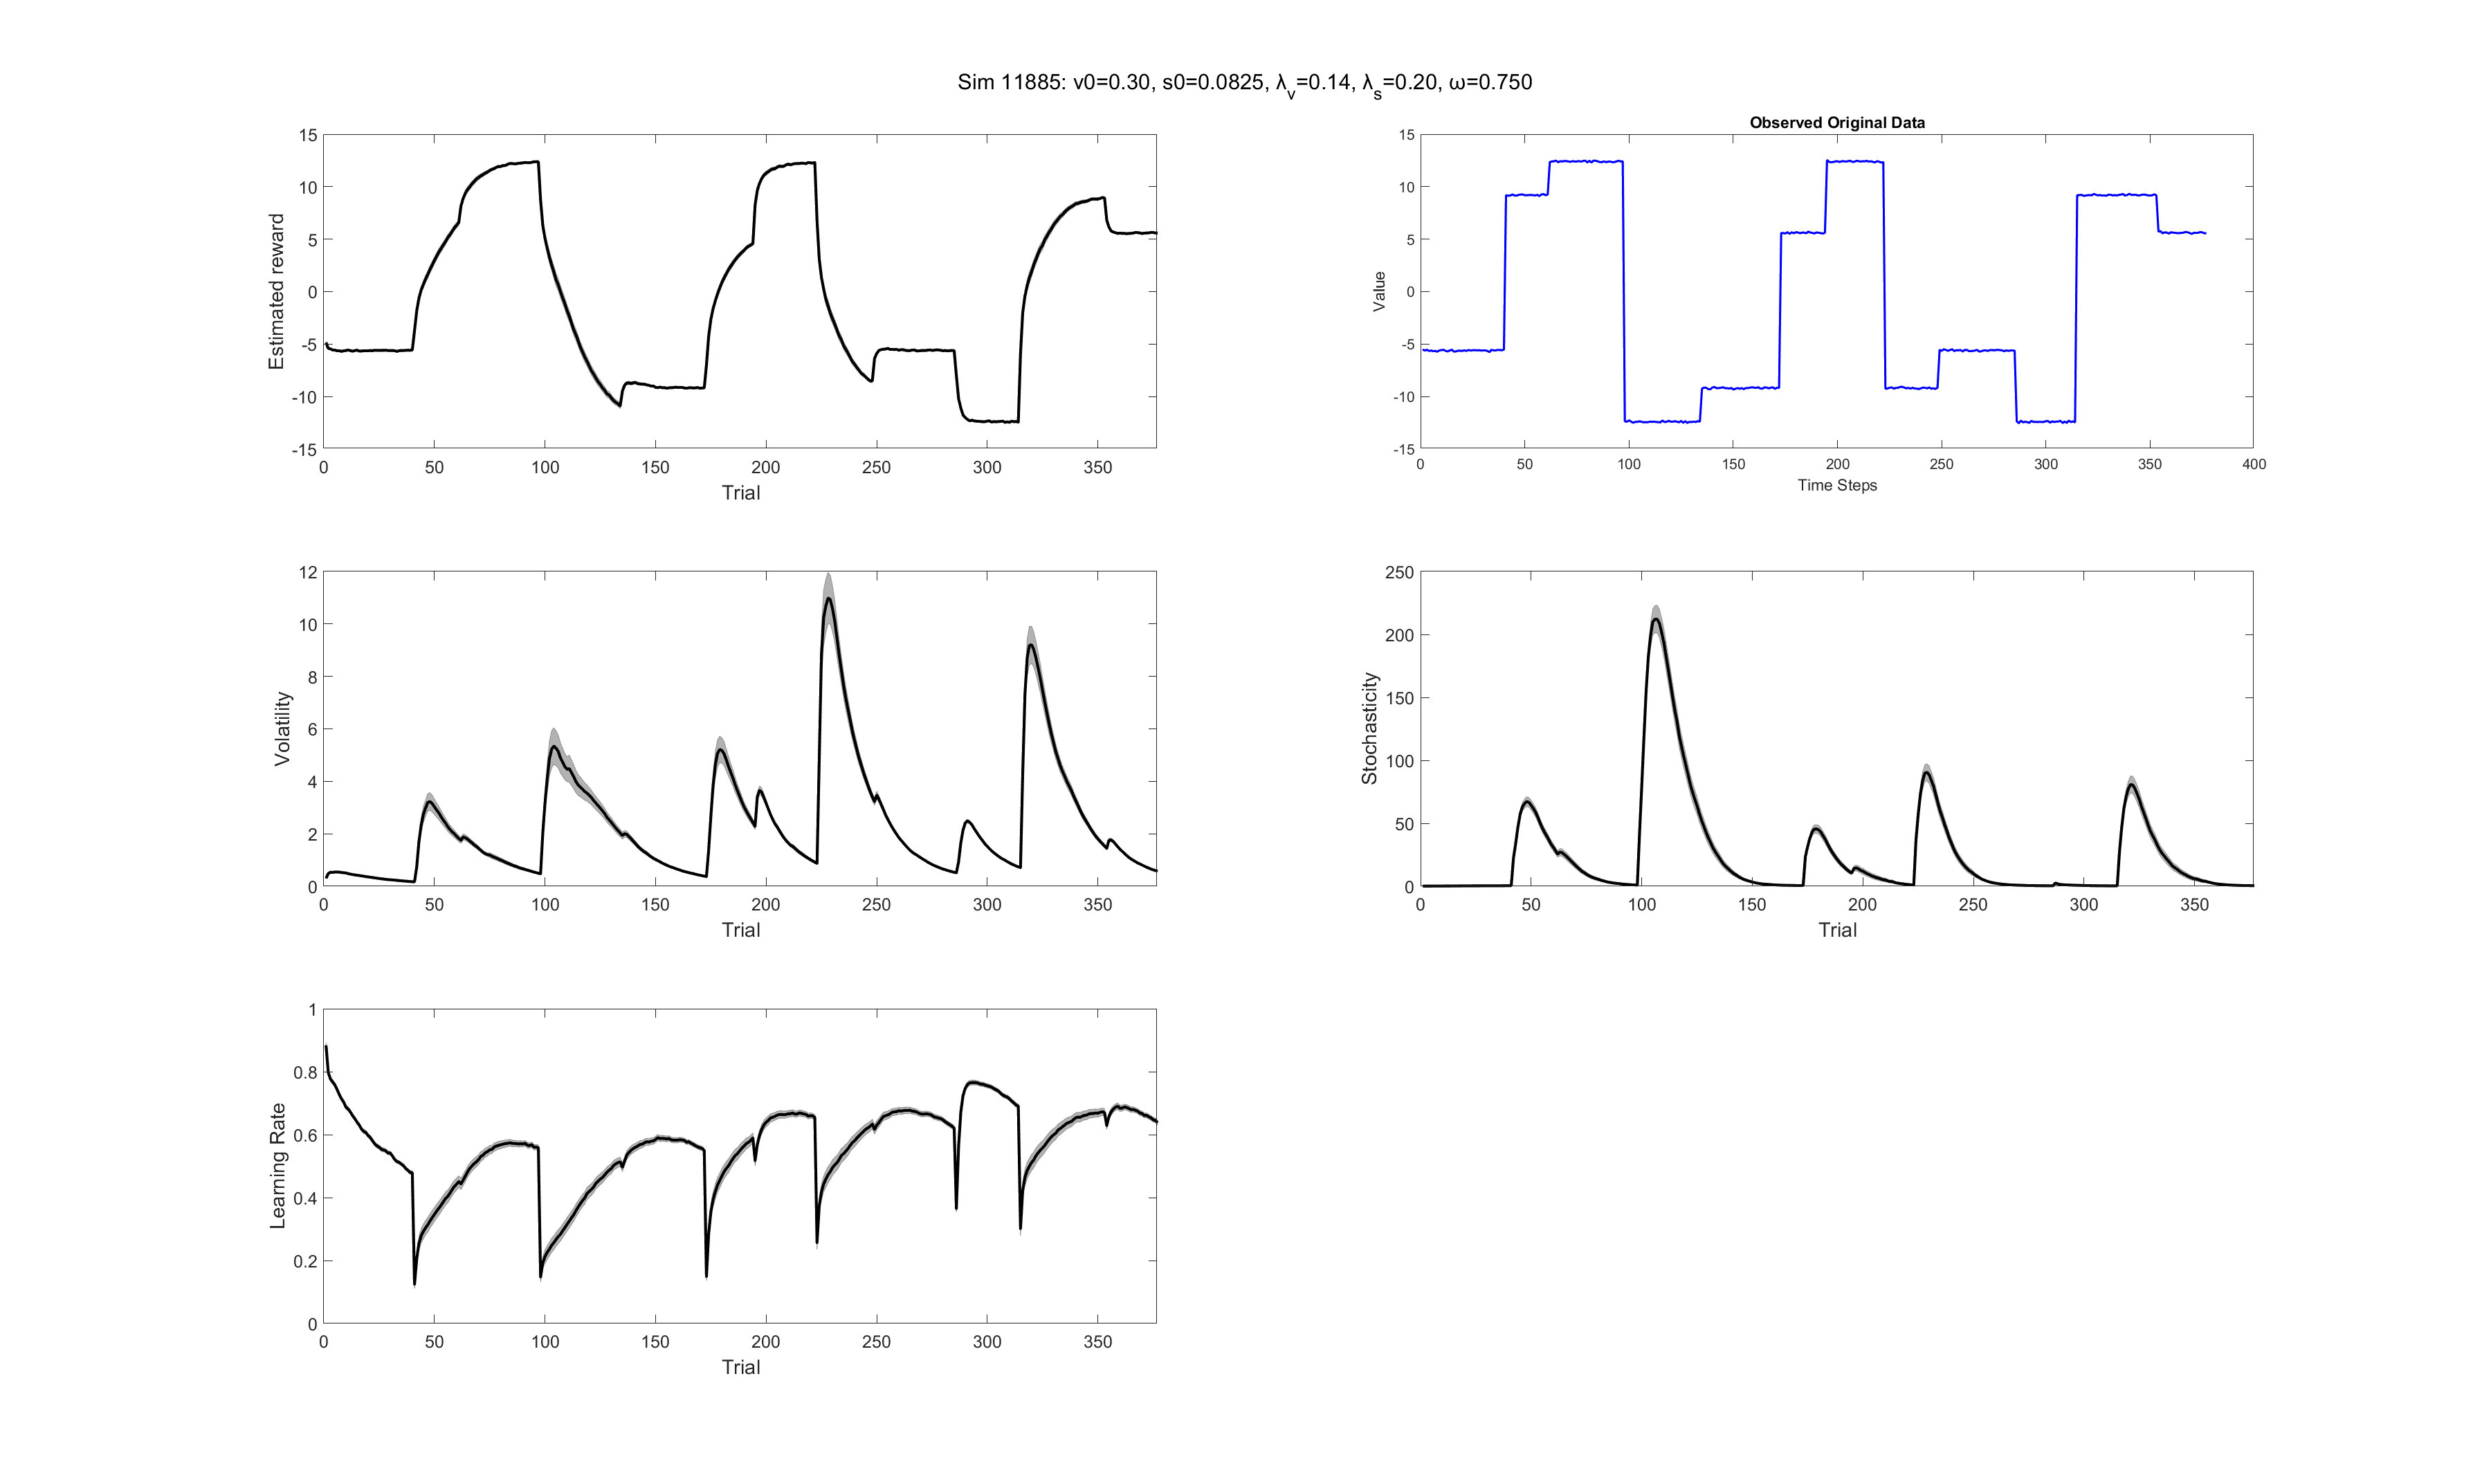 Sim 11885: v0=0.30, s0=0.0825, λv=0.14, λs=0.20, ω=0.750
Estimated reward
15
10
5
0
-5
-10
-15
0 50 100 150 200 250 300 350
Trial
Observed Original Data
Value
15
10
5
0
-5
-10
-15
0 50 100 150 200 250 300 350 400
Time Steps
Volatility
12
10
8
6
4
2
0
0 50 100 150 200 250 300 350
Trial
Stochasticity
250
200
150
100
50
0
0 50 100 150 200 250 300 350
Trial
Learning Rate
1
0.8
0.6
0.4
0.2
0
0 50 100 150 200 250 300 350
Trial